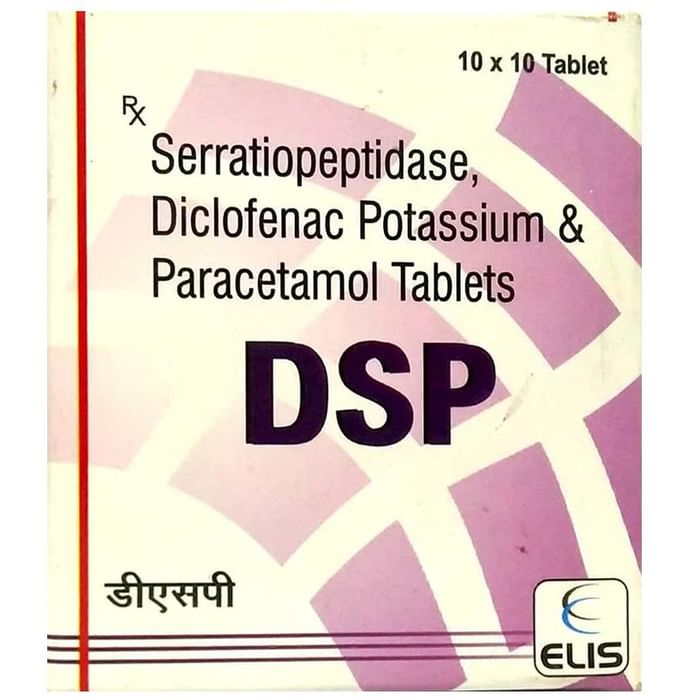 10 x 10 Tablet
Rx
Serratiopeptidase,
Diclofenac Potassium &
Paracetamol Tablets
DSP
डीएसपी
ELIS